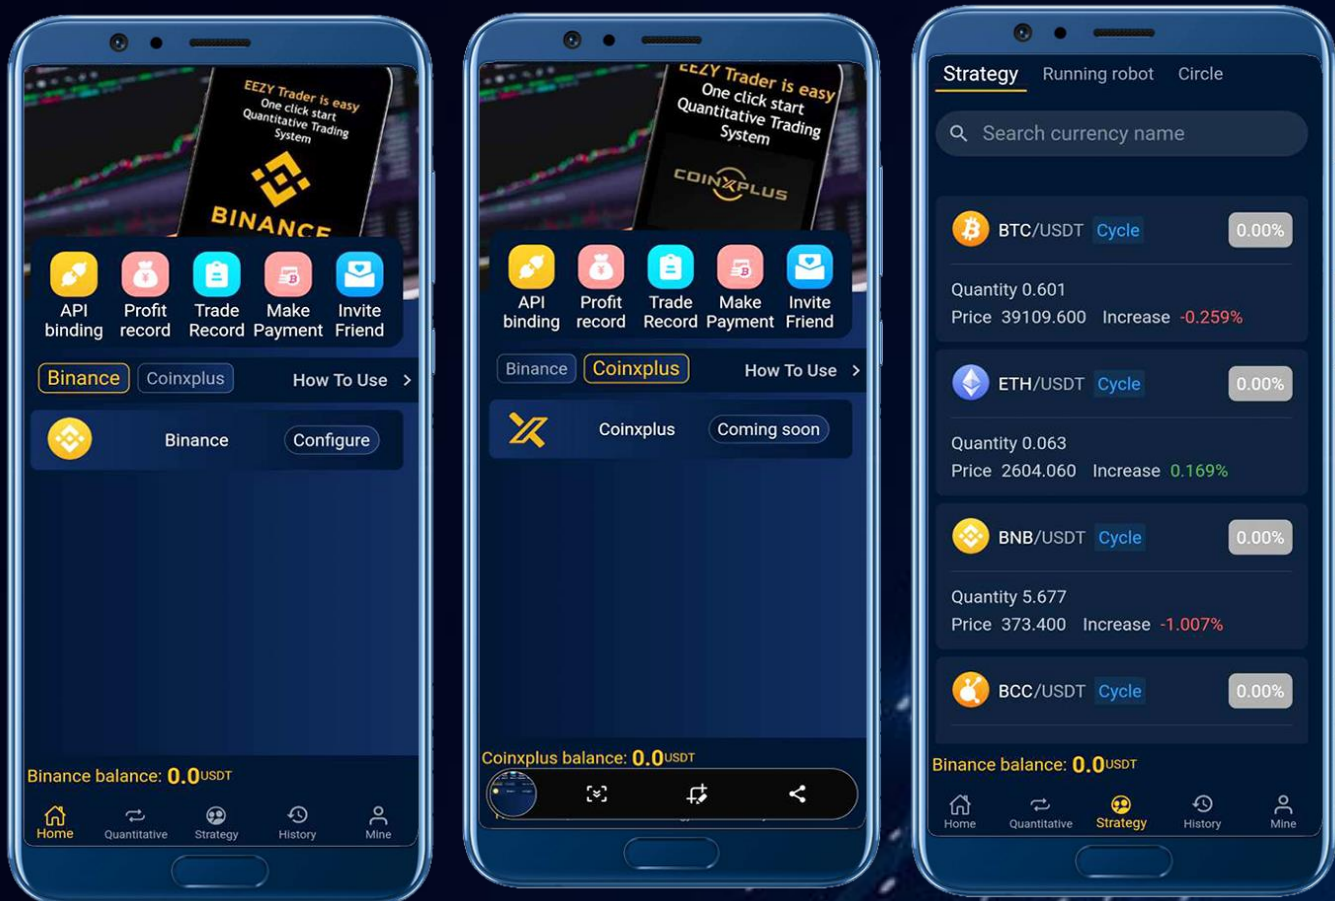 EEZY Trader is easy
One click start
Quantitative Trading
System
BINANCE
API binding
Profit record
Trade Record
Make Payment
Invite Friend
Binance
Coinxplus
How To Use >
Binance
Configure
Binance balance: 0.0 USDT
Home
Quantitative
Strategy
History
Mine
EEZY Trader is easy
One click start
Quantitative Trading
System
COINXPLUS
API binding
Profit record
Trade Record
Make Payment
Invite Friend
Binance
Coinxplus
How To Use >
Coinxplus
Coming soon
Coinxplus balance: 0.0 USDT
Strategy
Running robot
Circle
Search currency name
BTC/USDT Cycle 0.00%
Quantity 0.601
Price 39109.600 Increase -0.259%
ETH/USDT Cycle 0.00%
Quantity 0.063
Price 2604.060 Increase 0.169%
BNB/USDT Cycle 0.00%
Quantity 5.677
Price 373.400 Increase -1.007%
BCC/USDT Cycle 0.00%
Binance balance: 0.0 USDT
Home
Quantitative
Strategy
History
Mine